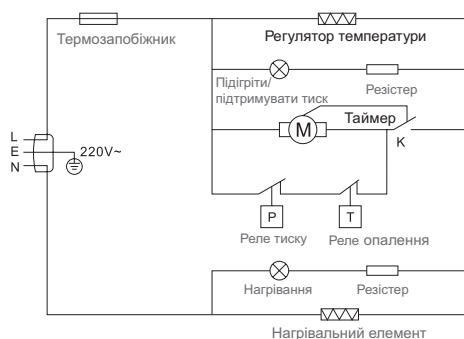 Термозапобіжник
Регулятор температури
Підігріти/
підтримувати тиск
Резістер
Таймер
M
K
L
E
N
220V~
P
T
Реле тиску
Реле опалення
Нагрівання
Резістер
Нагрівальний елемент